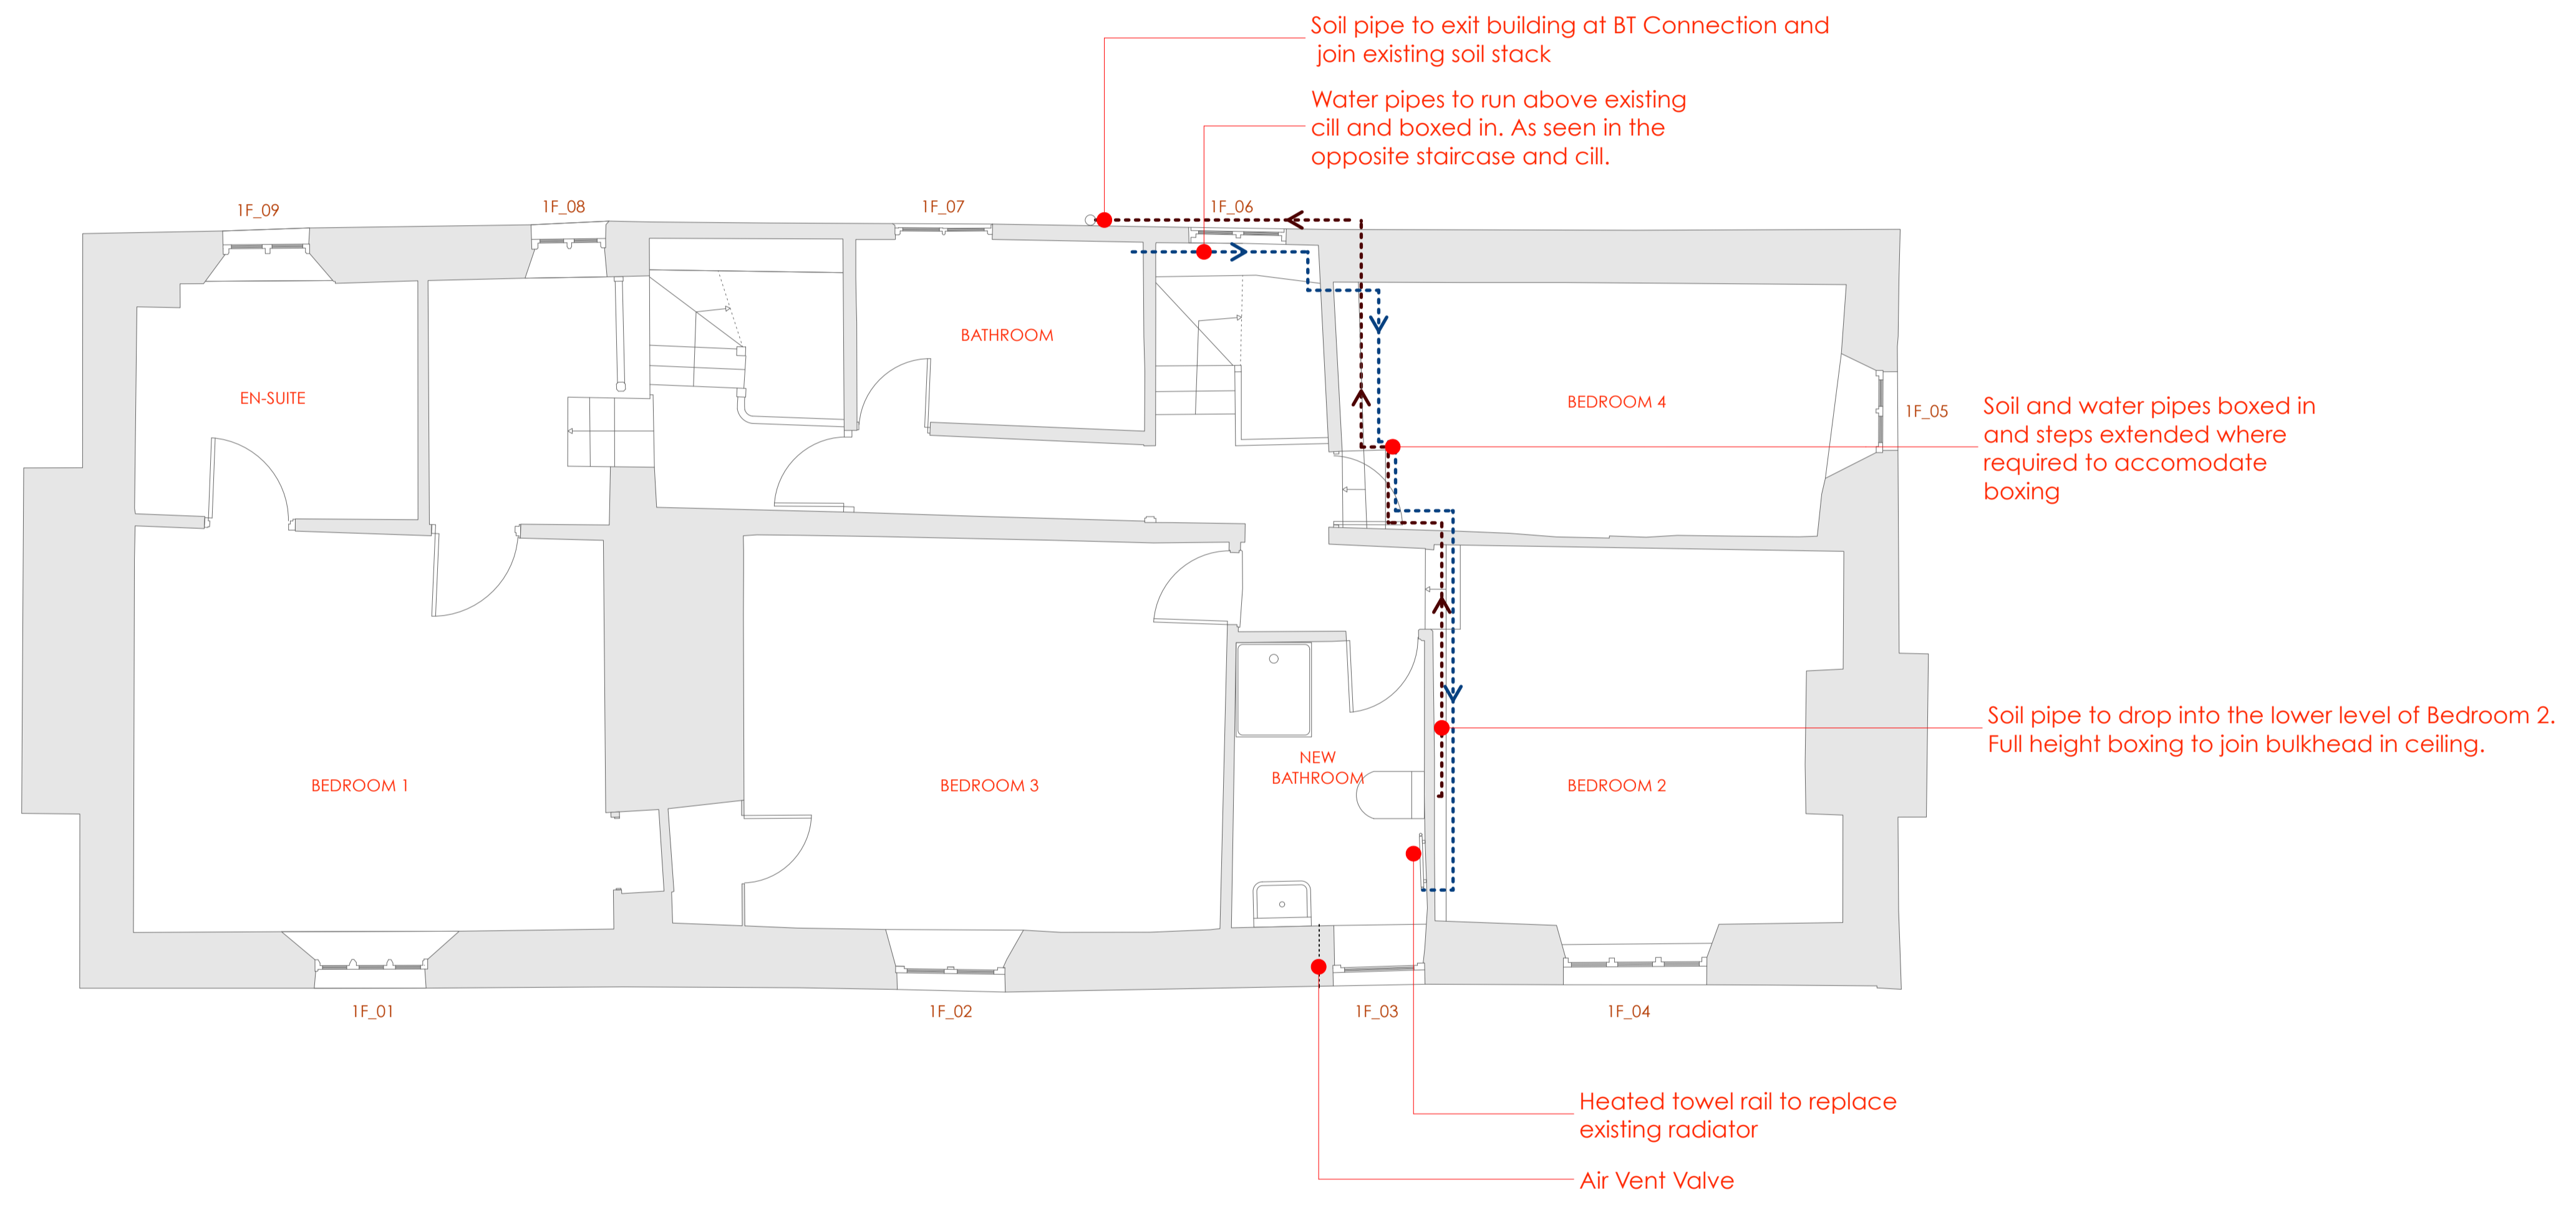 Soil pipe to exit building at BT Connection and
join existing soil stack
Water pipes to run above existing
cill and boxed in. As seen in the
opposite staircase and cill.
1F_09
1F_08
1F_07
1F_06
BATHROOM
EN-SUITE
BEDROOM 4
1F_05
Soil and water pipes boxed in
and steps extended where
required to accomodate
boxing
Soil pipe to drop into the lower level of Bedroom 2.
Full height boxing to join bulkhead in ceiling.
BEDROOM 1
BEDROOM 3
NEW
BATHROOM
BEDROOM 2
1F_01
1F_02
1F_03
1F_04
Heated towel rail to replace
existing radiator
Air Vent Valve